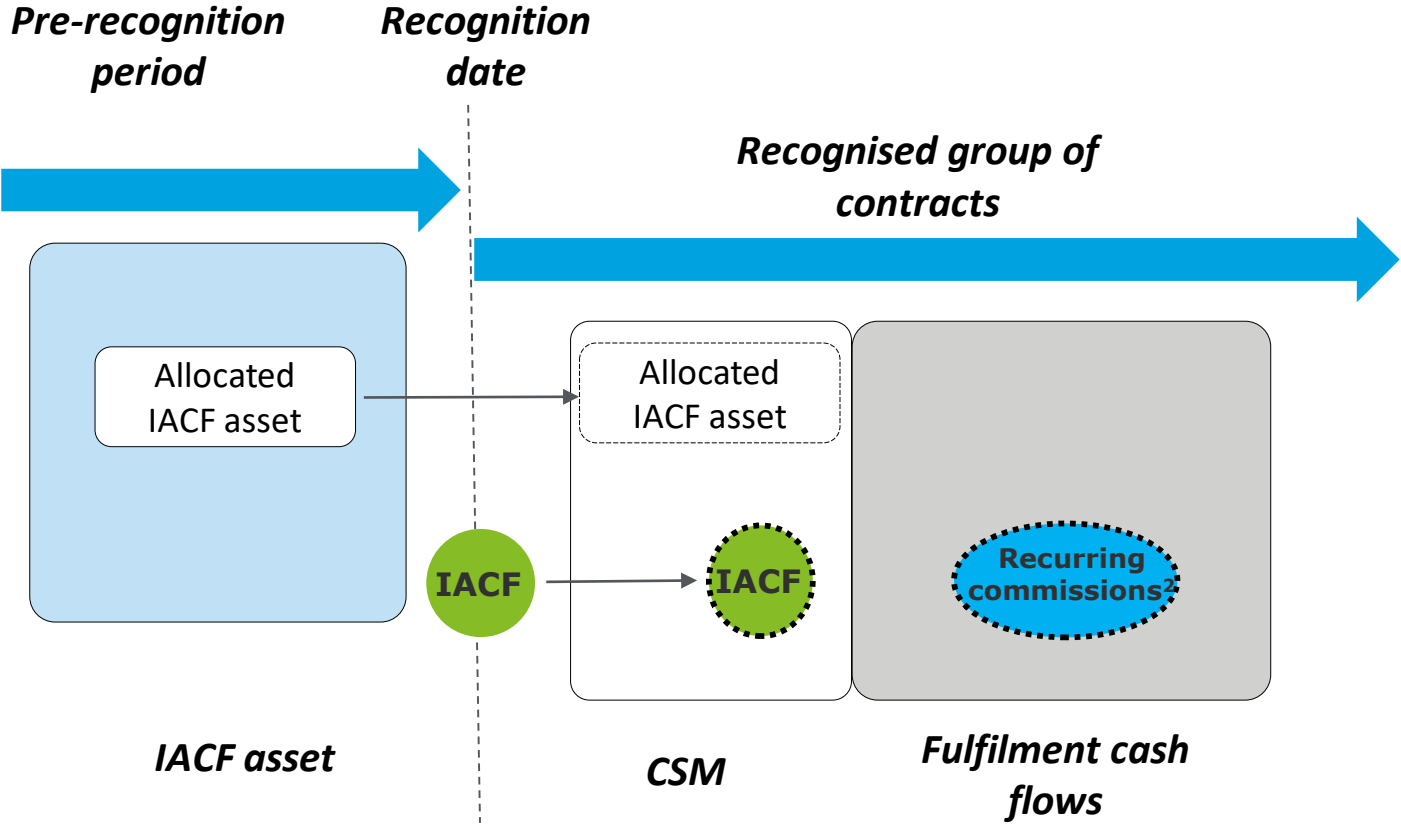 Pre-recognition
period
Recognition
date
Recognised group of
contracts
Allocated
IACF asset
Allocated
IACF asset
IACF
IACF
Recurring
commissions²
IACF asset
CSM
Fulfilment cash
flows